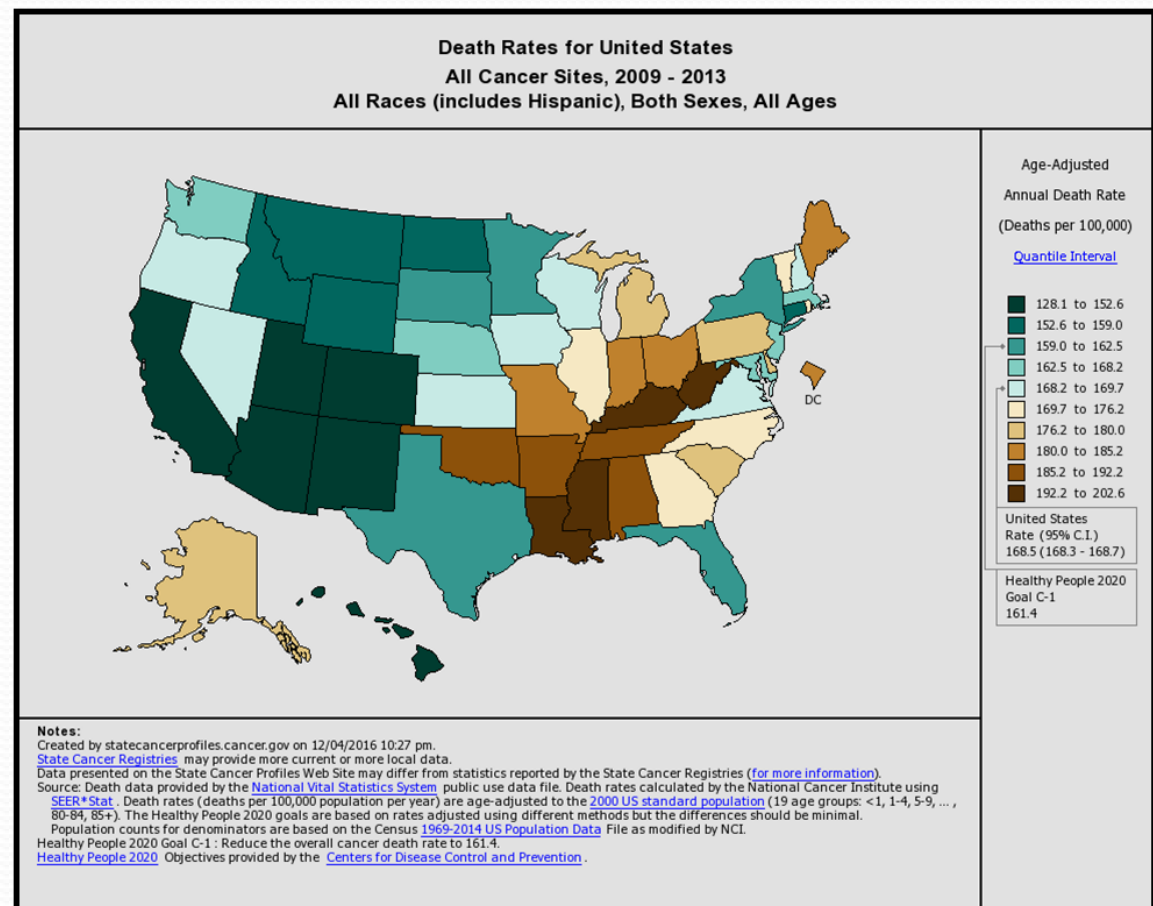 Death Rates for United States
All Cancer Sites, 2009 - 2013
All Races (includes Hispanic), Both Sexes, All Ages
DC
Age-Adjusted
Annual Death Rate
(Deaths per 100,000)
Quantile Interval
128.1 to 152.6
152.6 to 159.0
159.0 to 162.5
162.5 to 168.2
168.2 to 169.7
169.7 to 176.2
176.2 to 180.0
180.0 to 185.2
185.2 to 192.2
192.2 to 202.6
United States
Rate (95% C.I.)
168.5 (168.3 - 168.7)
Healthy People 2020
Goal C-1
161.4
Notes:
Created by statecancerprofiles.cancer.gov on 12/04/2016 10:27 pm.
State Cancer Registries may provide more current or more local data.
Data presented on the State Cancer Profiles Web Site may differ from statistics reported by the State Cancer Registries (for more information).
Source: Death data provided by the National Vital Statistics System public use data file. Death rates calculated by the National Cancer Institute using
SEER*Stat . Death rates (deaths per 100,000 population per year) are age-adjusted to the 2000 US standard population (19 age groups: <1, 1-4, 5-9, ... ,
80-84, 85+). The Healthy People 2020 goals are based on rates adjusted using different methods but the differences should be minimal.
Population counts for denominators are based on the Census 1969-2014 US Population Data File as modified by NCI.
Healthy People 2020 Goal C-1 : Reduce the overall cancer death rate to 161.4.
Healthy People 2020 Objectives provided by the Centers for Disease Control and Prevention .